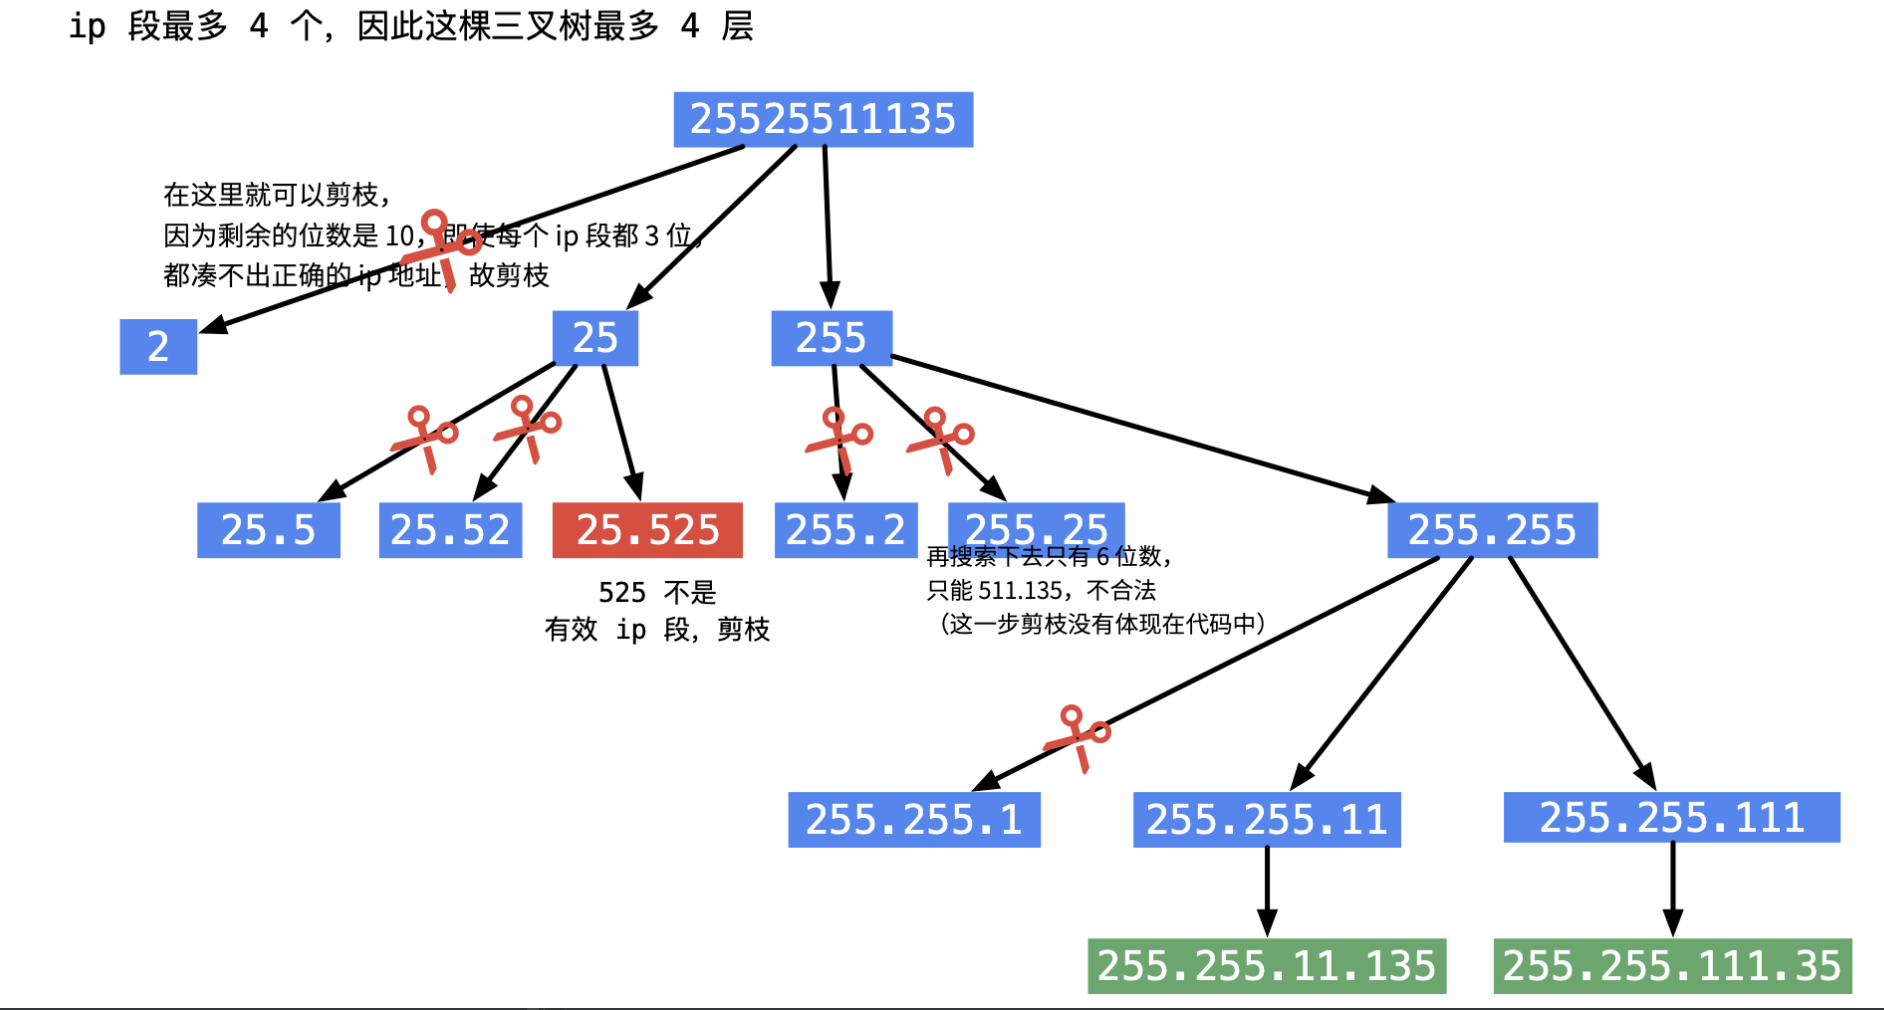 ip 段最多 4 个，因此这棵三叉树最多 4 层
25525511135
在这里就可以剪枝，
因为剩余的位数是 10，即使每个 ip 段都 3 位，
都凑不出正确的 ip 地址，故剪枝
2
25
255
25.5
25.52
25.525
255.2
255.25
255.255
525 不是
有效 ip 段，剪枝
再搜索下去只有 6 位数，
只能 511.135，不合法
（这一步剪枝没有体现在代码中）
255.255.1
255.255.11
255.255.111
255.255.11.135
255.255.111.35